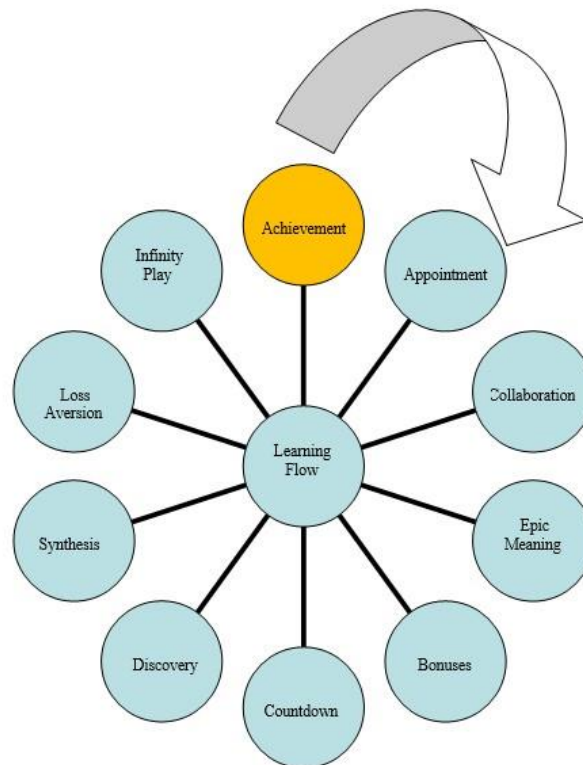 Achievement
Infinity
Play
Appointment
Loss
Aversion
Collaboration
Learning
Flow
Synthesis
Epic
Meaning
Discovery
Bonuses
Countdown